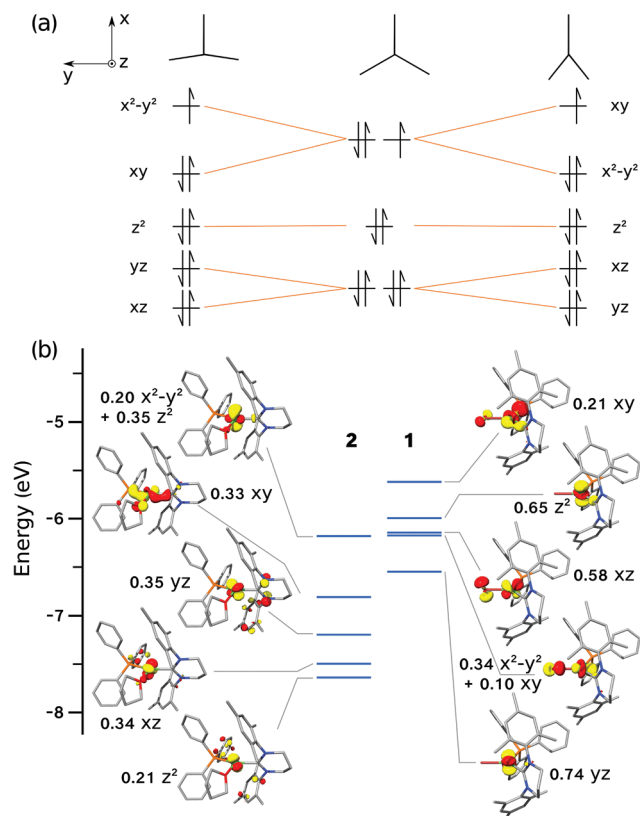 (a)
x
y
z
x²-y²
xy
z²
yz
xz
xy
x²-y²
z²
xz
yz
(b)
Energy (eV)
-5
-6
-7
-8
2
1
0.20 x²-y²
+ 0.35 z²
0.33 xy
0.35 yz
0.34 xz
0.21 z²
0.21 xy
0.65 z²
0.58 xz
0.34 x²-y²
+ 0.10 xy
0.74 yz